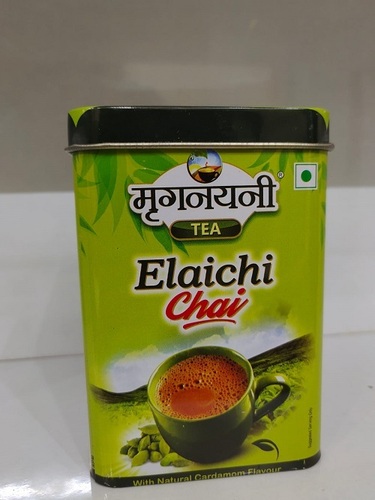 मृगनयनी
TEA
Elaichi
Chai
With Natural Cardamom Flavour